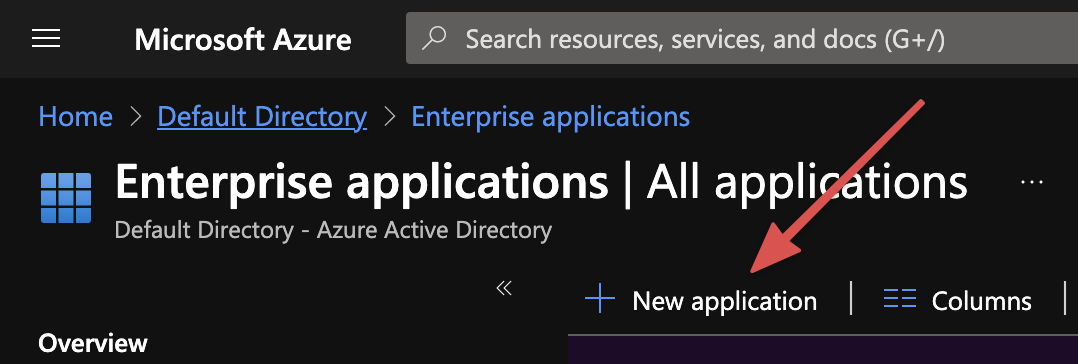 Microsoft Azure
Search resources, services, and docs (G+/)
Home > Default Directory > Enterprise applications
Enterprise applications | All applications
Default Directory - Azure Active Directory
New application | Columns
Overview